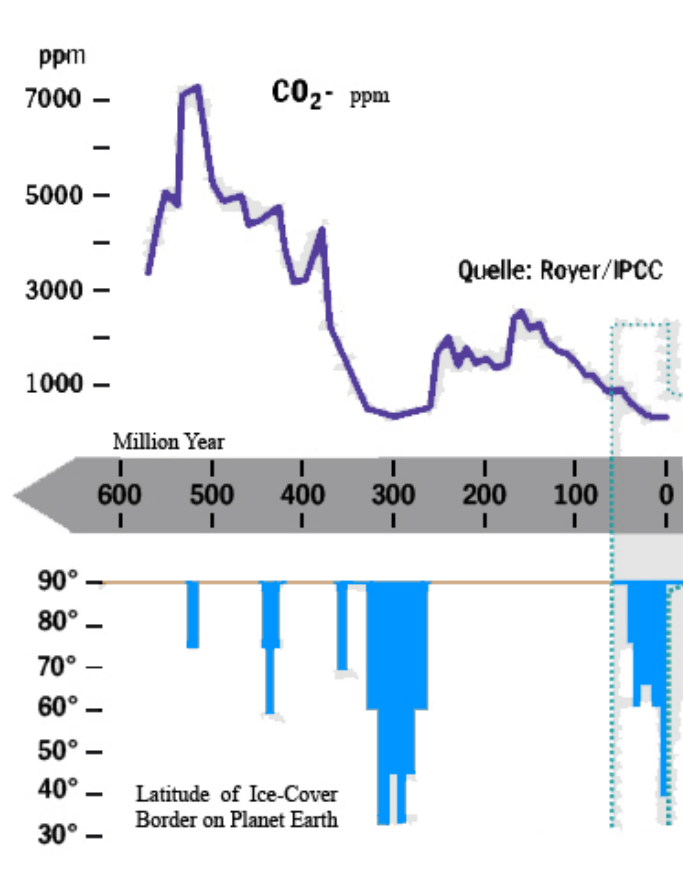 ppm
CO₂- ppm
7000
5000
Quelle: Royer/IPCC
3000
1000
Million Year
600 500 400 300 200 100 0
90°
80°
70°
60°
50°
40°
Latitude of Ice-Cover
Border on Planet Earth
30°